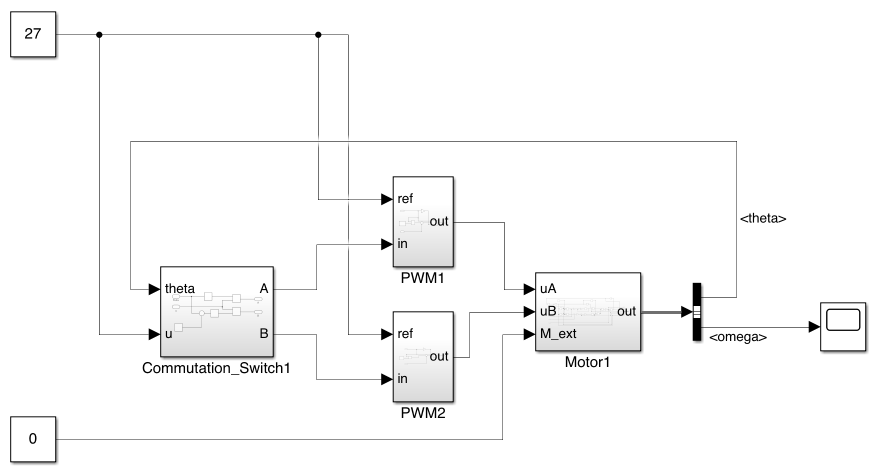 27
<theta>
ref
in
out
PWM1
theta
u
A
B
Commutation_Switch1
ref
in
out
PWM2
uA
uB
M_ext
out
Motor1
<omega>
0